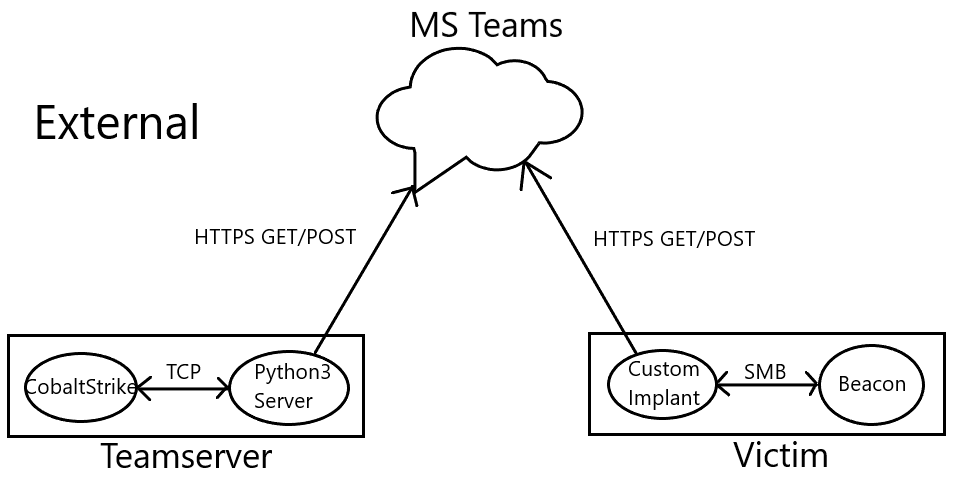 MS Teams
External
HTTPS GET/POST
HTTPS GET/POST
CobaltStrike
TCP
Python3
Server
Custom
Implant
SMB
Beacon
Teamserver
Victim